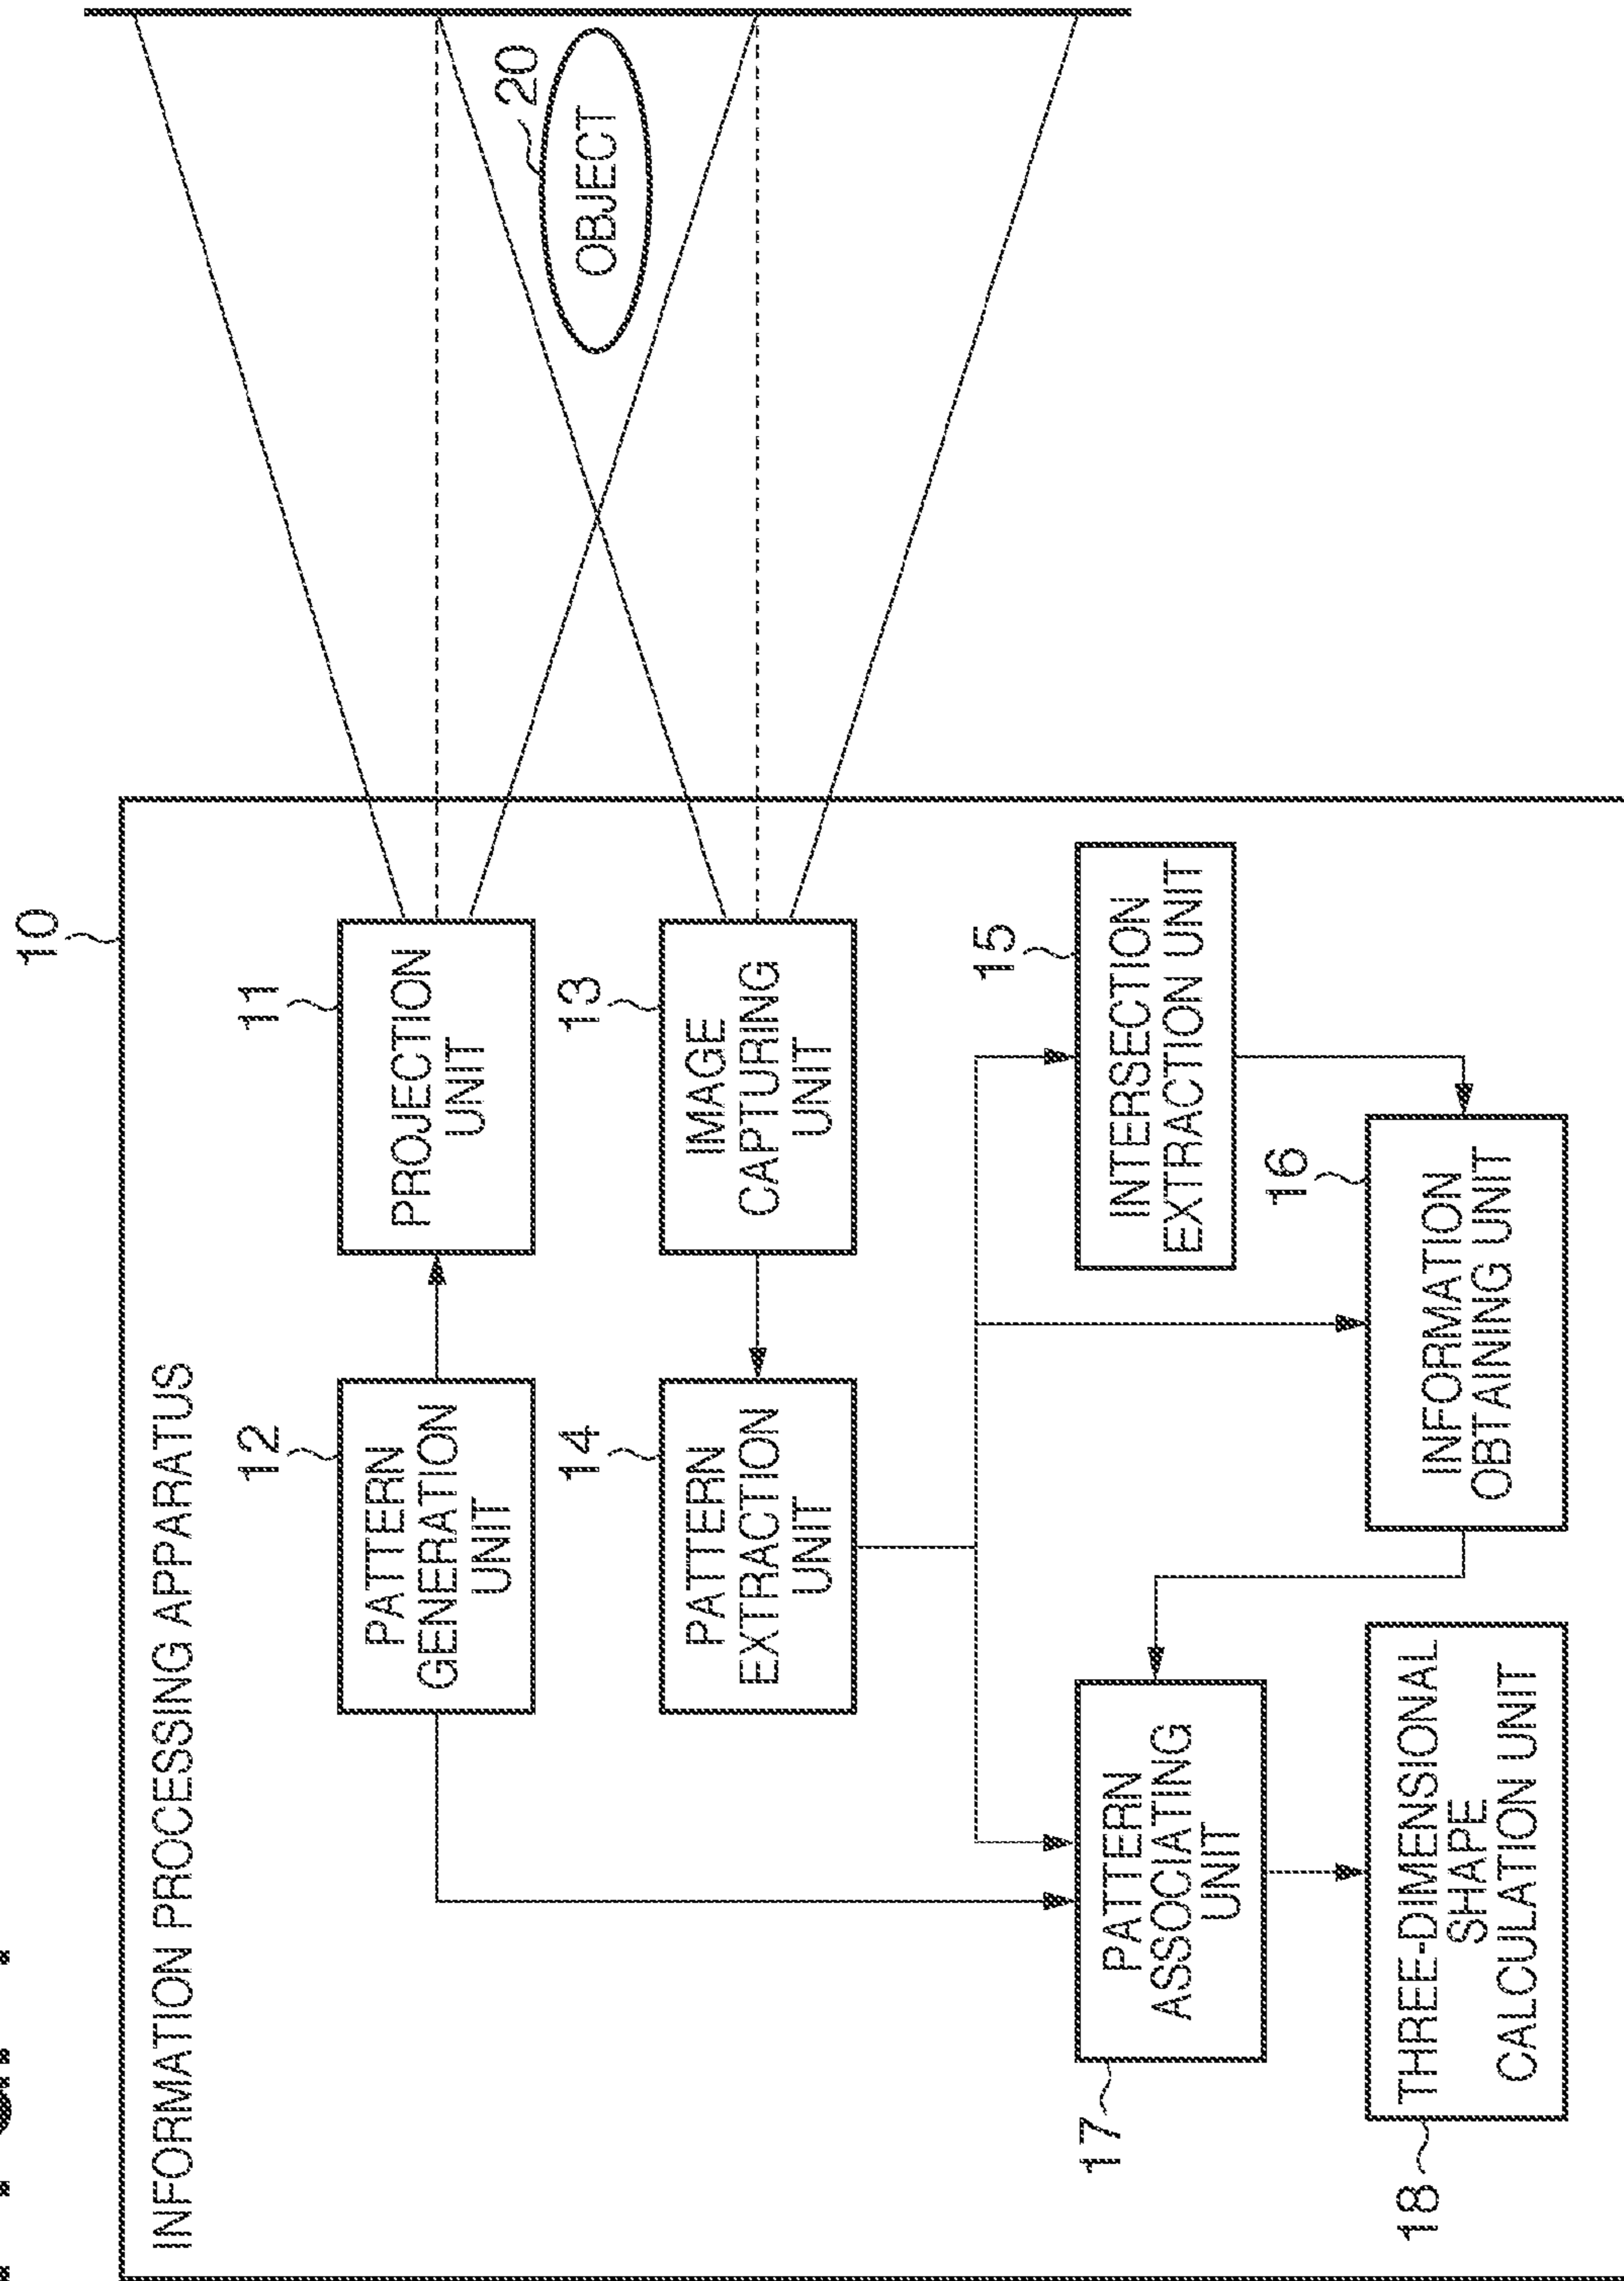 10
INFORMATION PROCESSING APPARATUS
12
PATTERN
GENERATION
UNIT
11
PROJECTION
UNIT
20
OBJECT
14
PATTERN
EXTRACTION
UNIT
13
IMAGE
CAPTURING
UNIT
17
PATTERN
ASSOCIATING
UNIT
15
INTERSECTION
EXTRACTION UNIT
18
THREE-DIMENSIONAL
SHAPE
CALCULATION UNIT
16
INFORMATION
OBTAINING UNIT